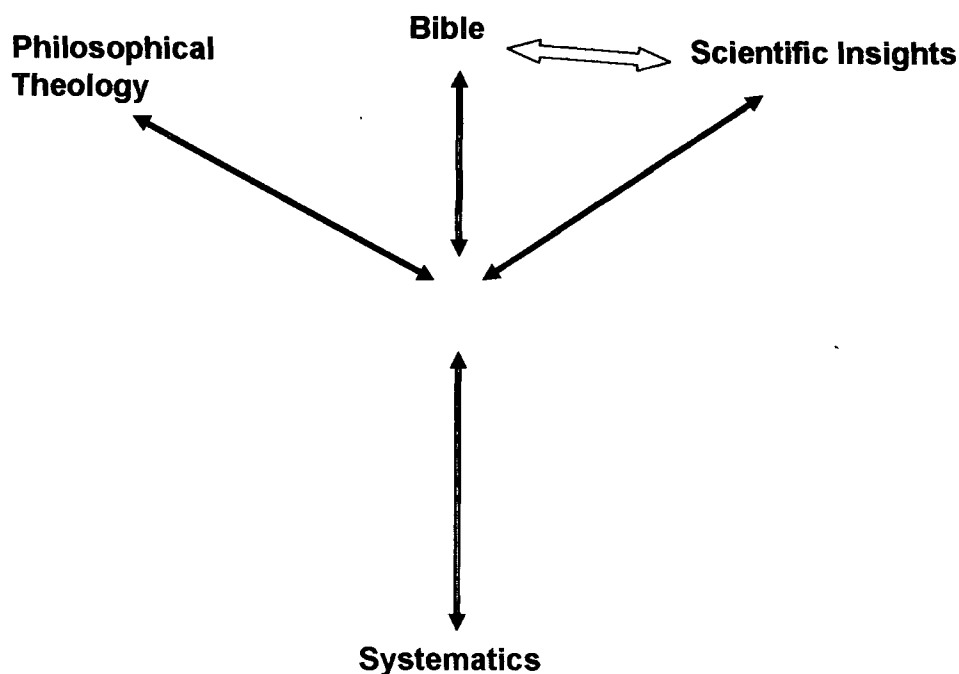 Philosophical
Theology
Bible
Scientific Insights
Systematics